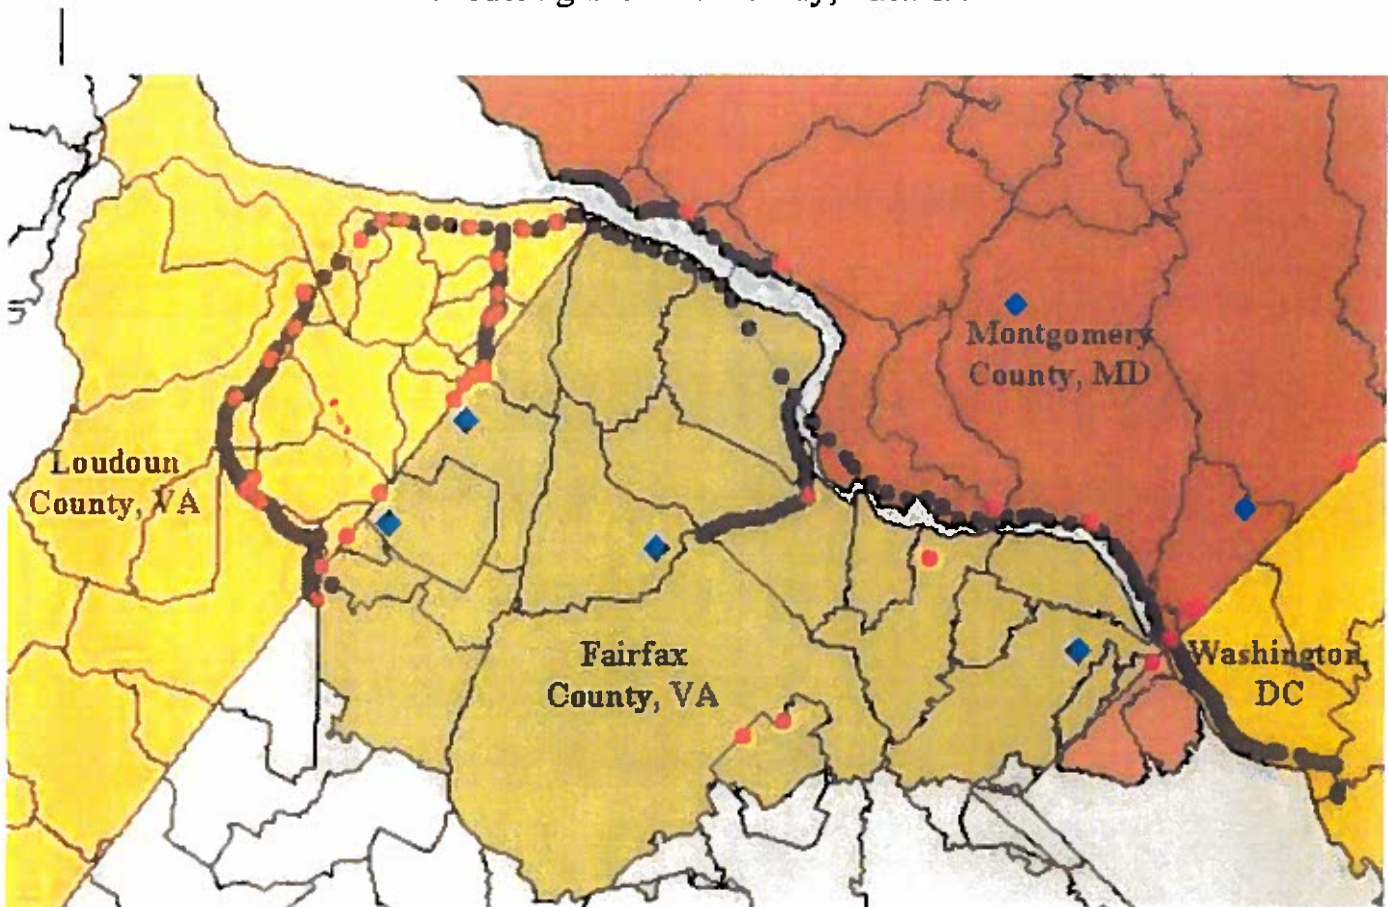 Montgomery
County, MD
Loudoun
County, VA
Fairfax
County, VA
Washington
DC